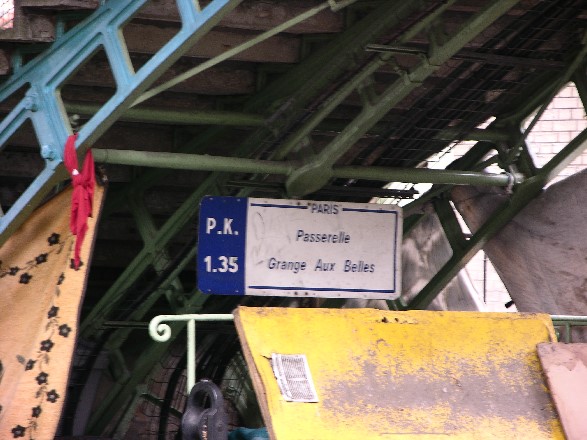 P.K.
1.35
PARIS
Passerelle
Grange Aux Belles